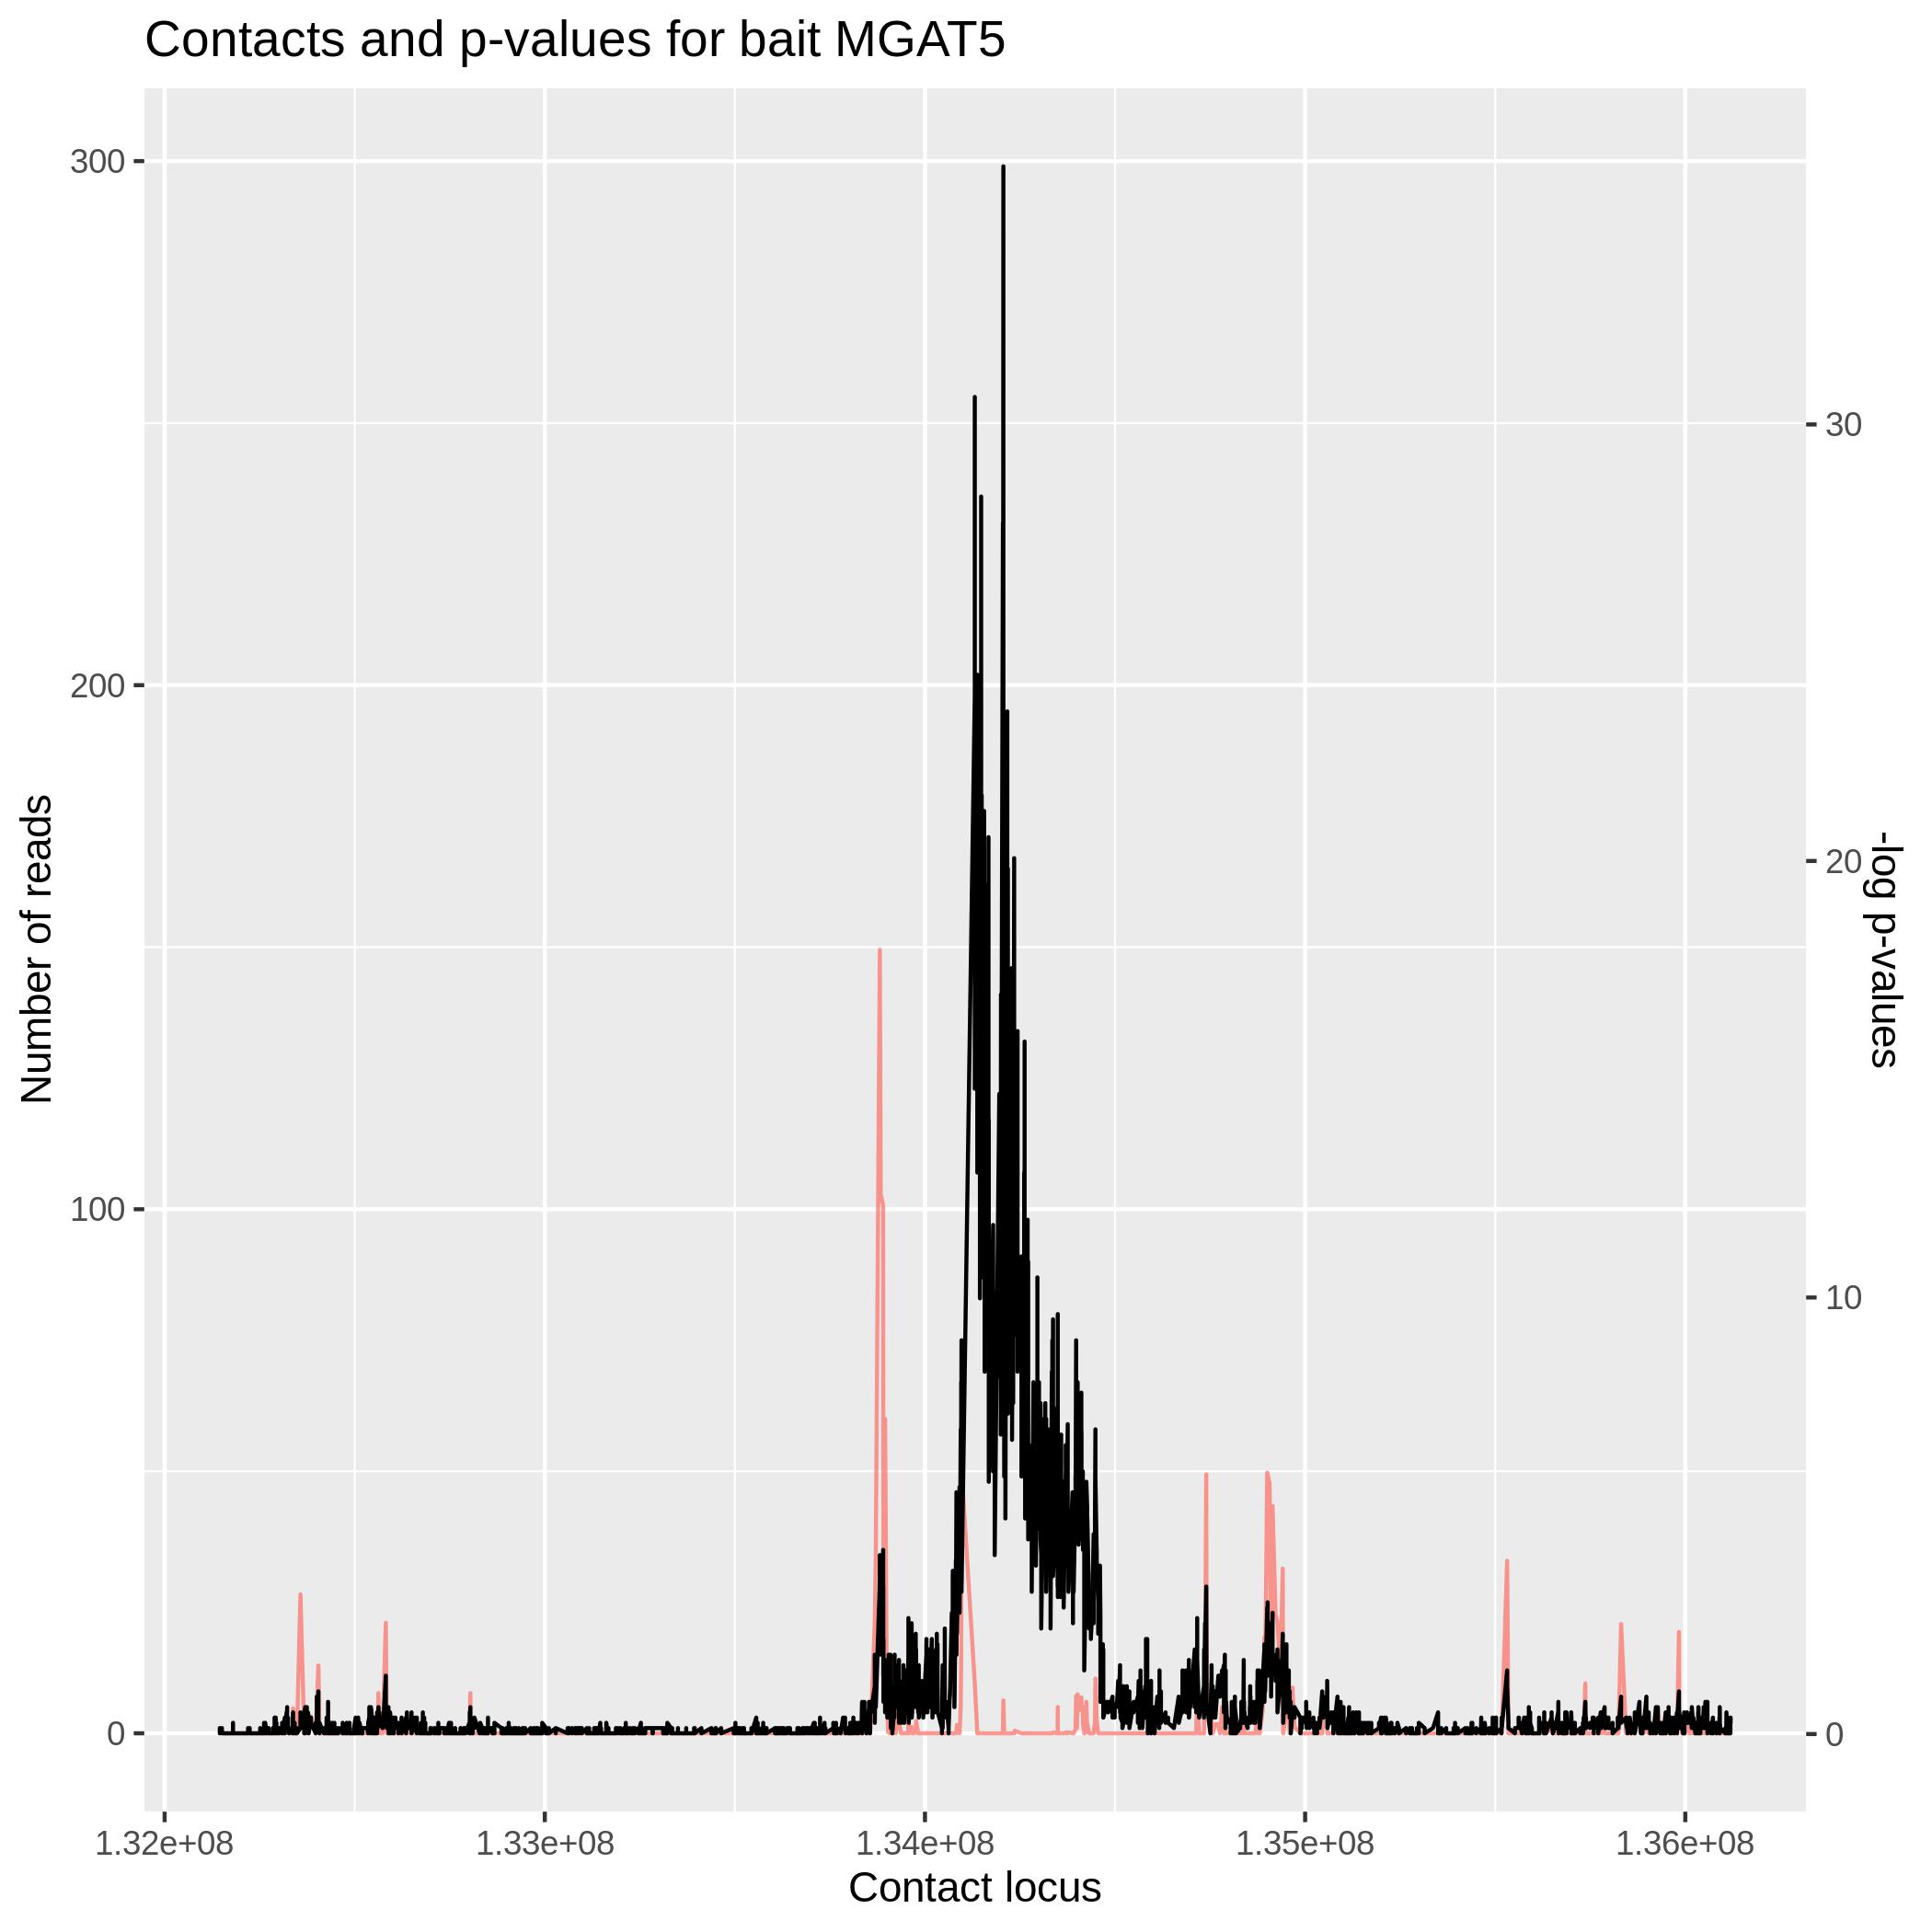 Contacts and p-values for bait MGAT5
300
200
100
0
Number of reads
30
20
10
0
-log p-values
1.32e+08
1.33e+08
1.34e+08
1.35e+08
1.36e+08
Contact locus